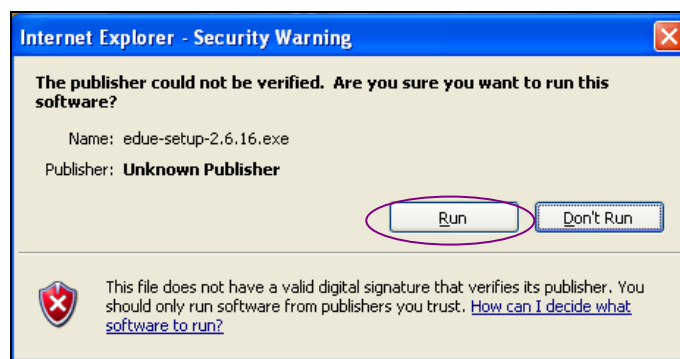 Internet Explorer - Security Warning
The publisher could not be verified. Are you sure you want to run this
software?
Name: edue-setup-2.6.16.exe
Publisher: Unknown Publisher
Run
Don't Run
This file does not have a valid digital signature that verifies its publisher. You
should only run software from publishers you trust. How can I decide what
software to run?